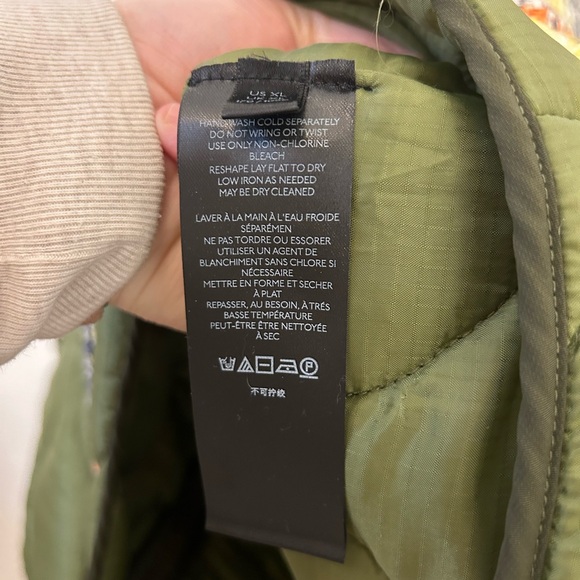 US XL
HAND WASH COLD SEPARATELY
DO NOT WRING OR TWIST
USE ONLY NON-CHLORINE
BLEACH
RESHAPE LAY FLAT TO DRY
LOW IRON AS NEEDED
MAY BE DRY CLEANED
LAVER À LA MAIN À L'EAU FROIDE
SÉPARÉMEN
NE PAS TORDRE OU ESSORER
UTILISER UN AGENT DE
BLANCHIMENT SANS CHLORE SI
NÉCESSAIRE
METTRE EN FORME ET SECHER
À PLAT
REPASSER, AU BESOIN, À TRÉS
BASSE TEMPÉRATURE
PEUT-ÊTRE ÊTRE NETTOYÉE
À SEC
不可拧绞